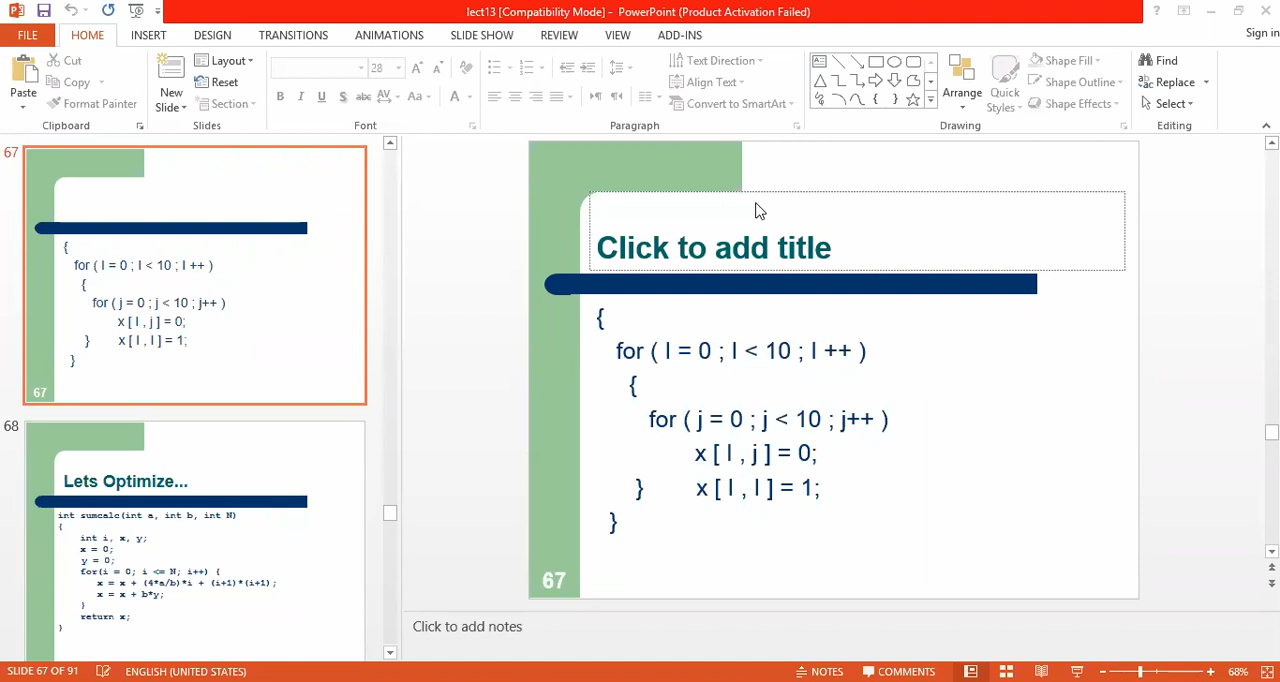 lect13 [Compatibility Mode] - PowerPoint (Product Activation Failed)
FILE HOME INSERT DESIGN TRANSITIONS ANIMATIONS SLIDE SHOW REVIEW VIEW ADD-INS Sign in
Paste
Cut
Copy
Format Painter
Clipboard
New Slide
Layout
Reset
Section
Slides
28
B I U S abc AV Aa A
Font
Text Direction
Align Text
Convert to SmartArt
Paragraph
Arrange
Quick Styles
Shape Fill
Shape Outline
Shape Effects
Drawing
Find
Replace
Select
Editing
67
{
for ( I = 0 ; I < 10 ; I ++ )
{
for ( j = 0 ; j < 10 ; j++ )
x [ I , j ] = 0;
} x [ I , I ] = 1;
}
67
68
Lets Optimize...
int sumcalc(int a, int b, int N)
{
int i, x, y;
x = 0;
y = 0;
for(i = 0; i <= N; i++) {
x = x + (4*a/b)*i + (i+1)*(i+1);
x = x + b*y;
}
return x;
}
Click to add title
{
for ( I = 0 ; I < 10 ; I ++ )
{
for ( j = 0 ; j < 10 ; j++ )
x [ I , j ] = 0;
} x [ I , I ] = 1;
}
67
Click to add notes
SLIDE 67 OF 91 ENGLISH (UNITED STATES) NOTES COMMENTS 68%